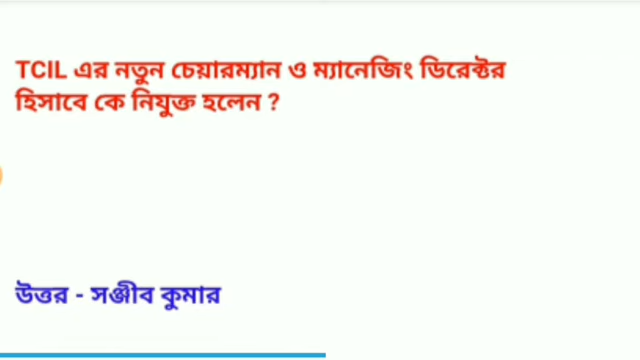 TCIL এর নতুন চেয়ারম্যান ও ম্যানেজিং ডিরেক্টর
হিসাবে কে নিযুক্ত হলেন ?
উত্তর - সঞ্জীব কুমার